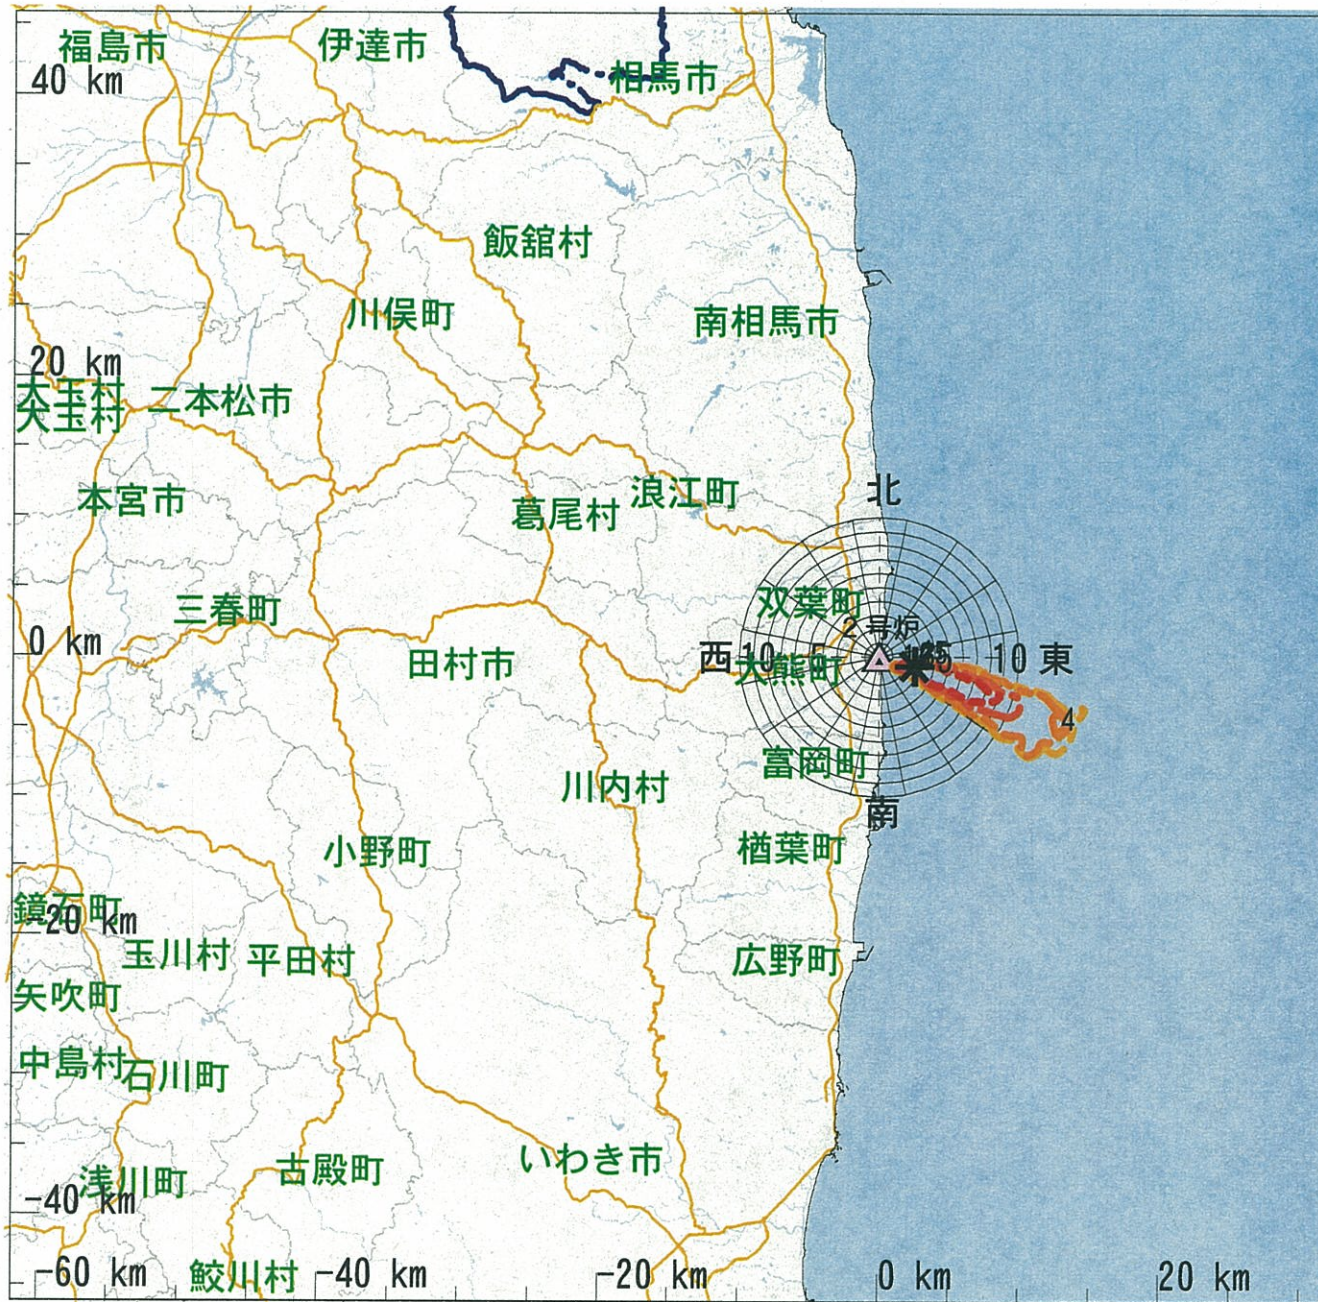 福島市
伊達市
相馬市
40 km
飯舘村
川俣町
南相馬市
20 km
大玉村
大玉村
二本松市
本宮市
葛尾村
浪江町
北
三春町
双葉町
2号炉
0 km
田村市
西
10
5
大熊町
10
東
4
富岡町
川内村
南
小野町
楢葉町
鏡石町
-20 km
玉川村
平田村
広野町
矢吹町
中島村
石川町
いわき市
浅川町
古殿町
-40 km
-60 km
鮫川村
-40 km
-20 km
0 km
20 km